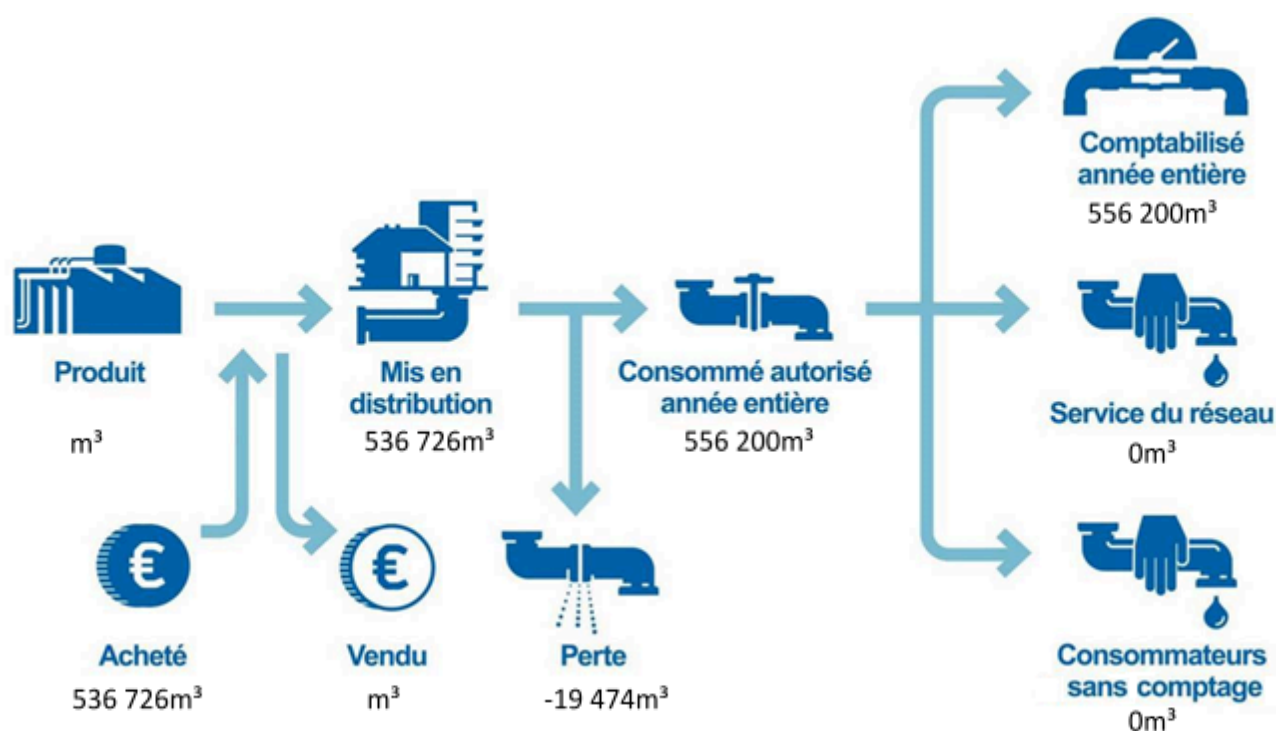 Comptabilisé
année entière
556 200m³
Produit
m³
Mis en
distribution
536 726m³
Consommé autorisé
année entière
556 200m³
Service du réseau
0m³
€
Acheté
536 726m³
€
Vendu
m³
Perte
-19 474m³
Consommateurs
sans comptage
0m³